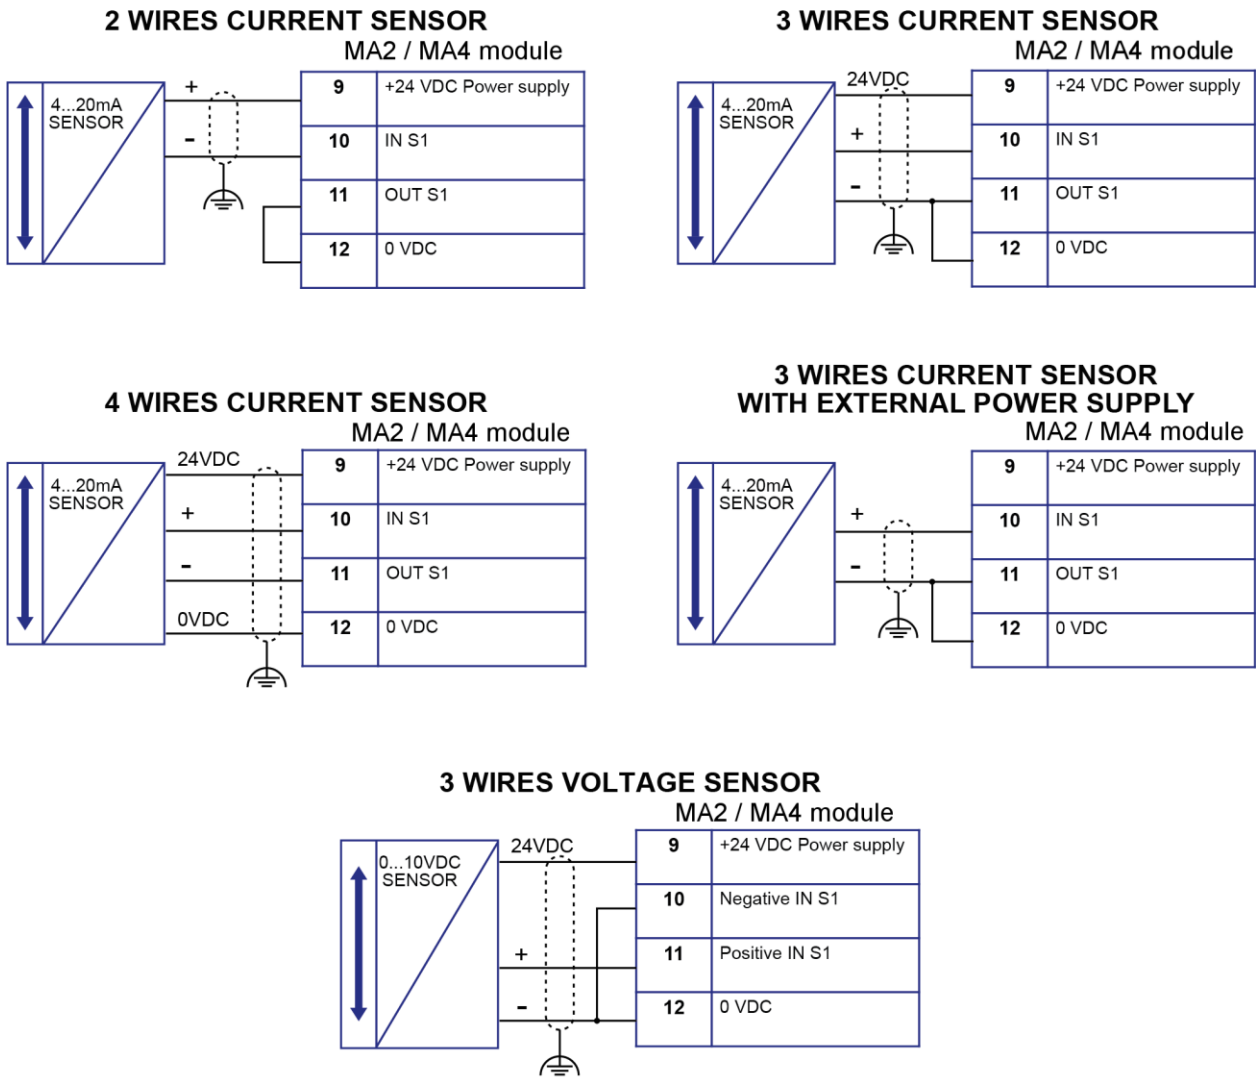 2 WIRES CURRENT SENSOR
MA2 / MA4 module
4...20mA
SENSOR
+
-
9 +24 VDC Power supply
10 IN S1
11 OUT S1
12 0 VDC
3 WIRES CURRENT SENSOR
MA2 / MA4 module
4...20mA
SENSOR
24VDC
+
-
9 +24 VDC Power supply
10 IN S1
11 OUT S1
12 0 VDC
4 WIRES CURRENT SENSOR
MA2 / MA4 module
4...20mA
SENSOR
24VDC
+
-
0VDC
9 +24 VDC Power supply
10 IN S1
11 OUT S1
12 0 VDC
3 WIRES CURRENT SENSOR
WITH EXTERNAL POWER SUPPLY
MA2 / MA4 module
4...20mA
SENSOR
+
-
9 +24 VDC Power supply
10 IN S1
11 OUT S1
12 0 VDC
3 WIRES VOLTAGE SENSOR
MA2 / MA4 module
0...10VDC
SENSOR
24VDC
+
-
9 +24 VDC Power supply
10 Negative IN S1
11 Positive IN S1
12 0 VDC